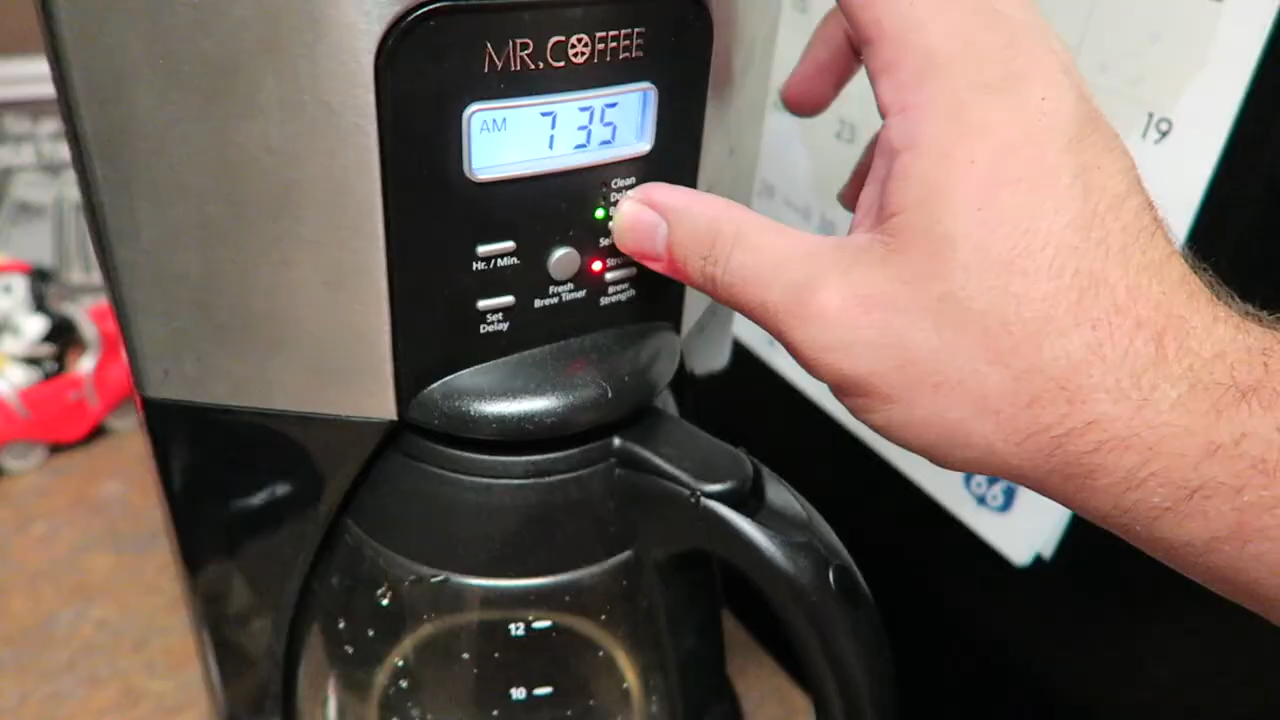 MR. COFFEE
AM 7 35
Clean
Hr. / Min.
Fresh
Brew Timer
Brew
Strength
Set
Delay
12
10
19
23
66